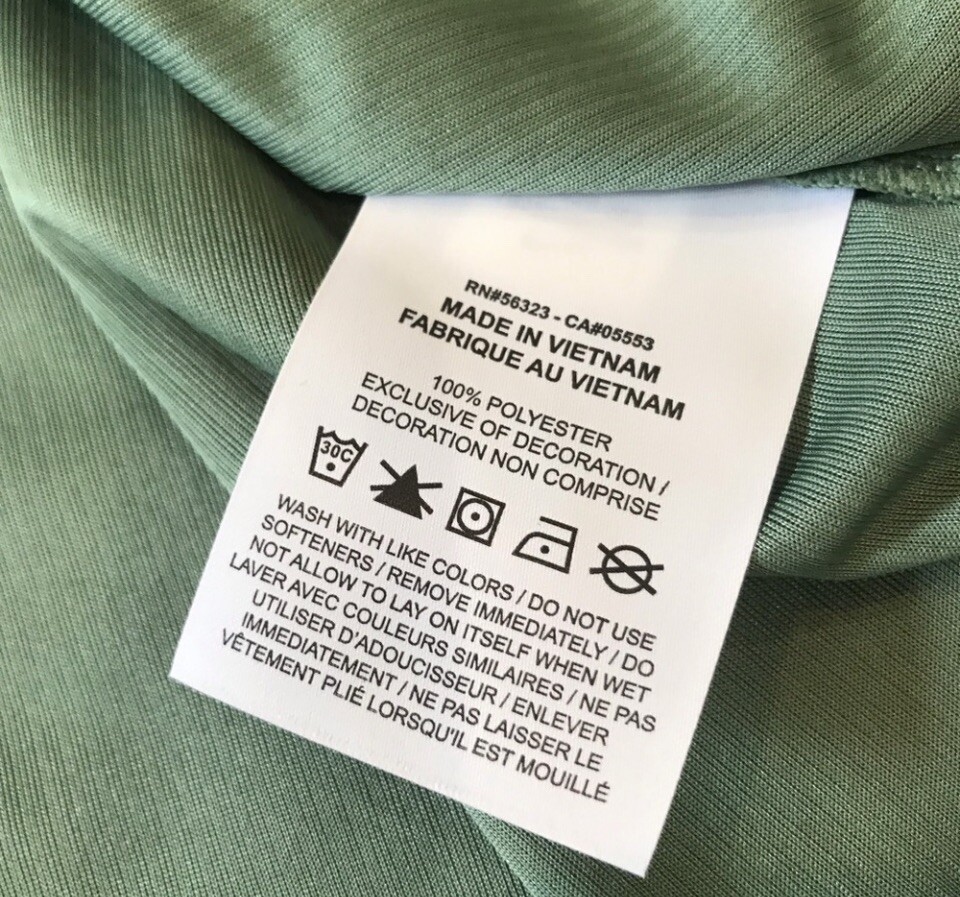 RN#56323 - CA#05553
MADE IN VIETNAM
FABRIQUE AU VIETNAM
100% POLYESTER
EXCLUSIVE OF DECORATION /
DECORATION NON COMPRISE
30C
WASH WITH LIKE COLORS / DO NOT USE
SOFTENERS / REMOVE IMMEDIATELY / DO
NOT ALLOW TO LAY ON ITSELF WHEN WET
LAVER AVEC COULEURS SIMILAIRES / NE PAS
UTILISER D'ADOUCISSEUR / ENLEVER
IMMEDIATEMENT / NE PAS LAISSER LE
VÊTEMENT PLIÉ LORSQU'IL EST MOUILLÉ